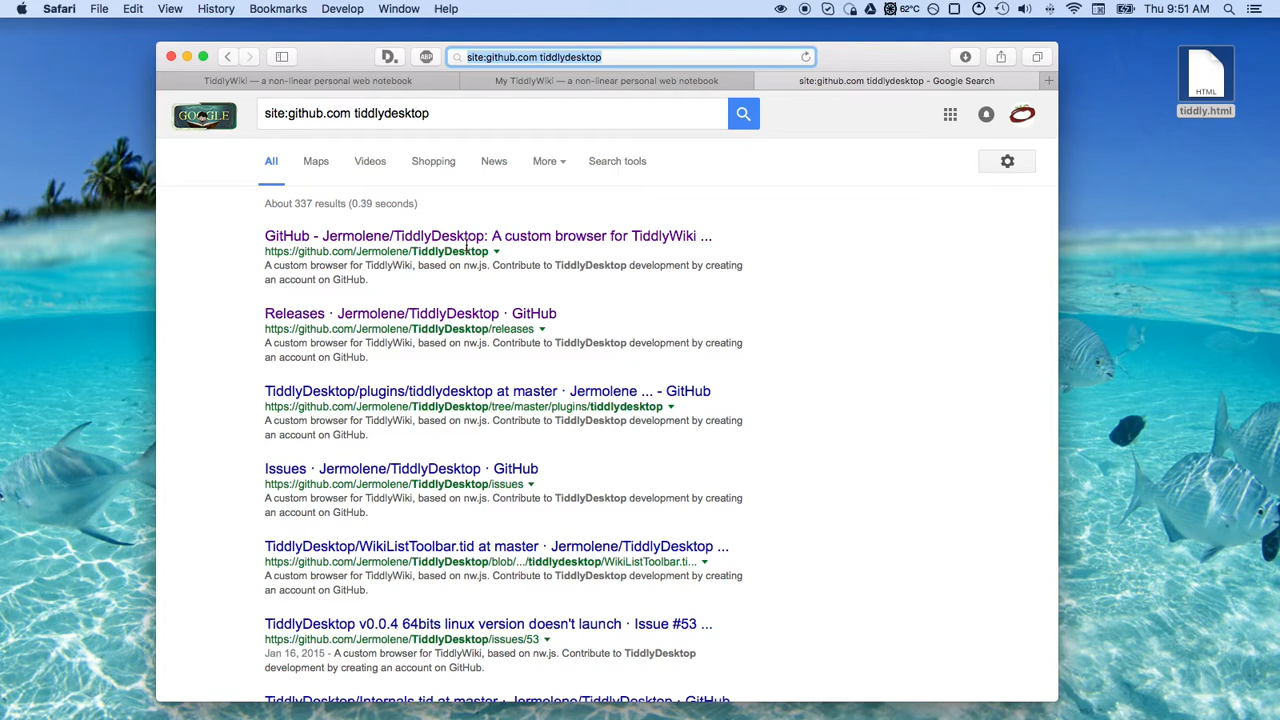 Safari File Edit View History Bookmarks Develop Window Help 62°C Thu 9:51 AM
D. ABP site:github.com tiddlydesktop
TiddlyWiki — a non-linear personal web notebook My TiddlyWiki — a non-linear personal web notebook site:github.com tiddlydesktop - Google Search +
HTML
tiddly.html
GOOGLE site:github.com tiddlydesktop
All Maps Videos Shopping News More Search tools
About 337 results (0.39 seconds)
GitHub - Jermolene/TiddlyDesktop: A custom browser for TiddlyWiki ...
https://github.com/Jermolene/TiddlyDesktop
A custom browser for TiddlyWiki, based on nw.js. Contribute to TiddlyDesktop development by creating
an account on GitHub.
Releases · Jermolene/TiddlyDesktop · GitHub
https://github.com/Jermolene/TiddlyDesktop/releases
A custom browser for TiddlyWiki, based on nw.js. Contribute to TiddlyDesktop development by creating
an account on GitHub.
TiddlyDesktop/plugins/tiddlydesktop at master · Jermolene ... - GitHub
https://github.com/Jermolene/TiddlyDesktop/tree/master/plugins/tiddlydesktop
A custom browser for TiddlyWiki, based on nw.js. Contribute to TiddlyDesktop development by creating
an account on GitHub.
Issues · Jermolene/TiddlyDesktop · GitHub
https://github.com/Jermolene/TiddlyDesktop/issues
A custom browser for TiddlyWiki, based on nw.js. Contribute to TiddlyDesktop development by creating
an account on GitHub.
TiddlyDesktop/WikiListToolbar.tid at master · Jermolene/TiddlyDesktop ...
https://github.com/Jermolene/TiddlyDesktop/blob/.../tiddlydesktop/WikiListToolbar.ti...
A custom browser for TiddlyWiki, based on nw.js. Contribute to TiddlyDesktop development by creating
an account on GitHub.
TiddlyDesktop v0.0.4 64bits linux version doesn't launch · Issue #53 ...
https://github.com/Jermolene/TiddlyDesktop/issues/53
Jan 16, 2015 - A custom browser for TiddlyWiki, based on nw.js. Contribute to TiddlyDesktop
development by creating an account on GitHub.
TiddlyDesktop/Internals.tid at master · Jermolene/TiddlyDesktop · GitHub